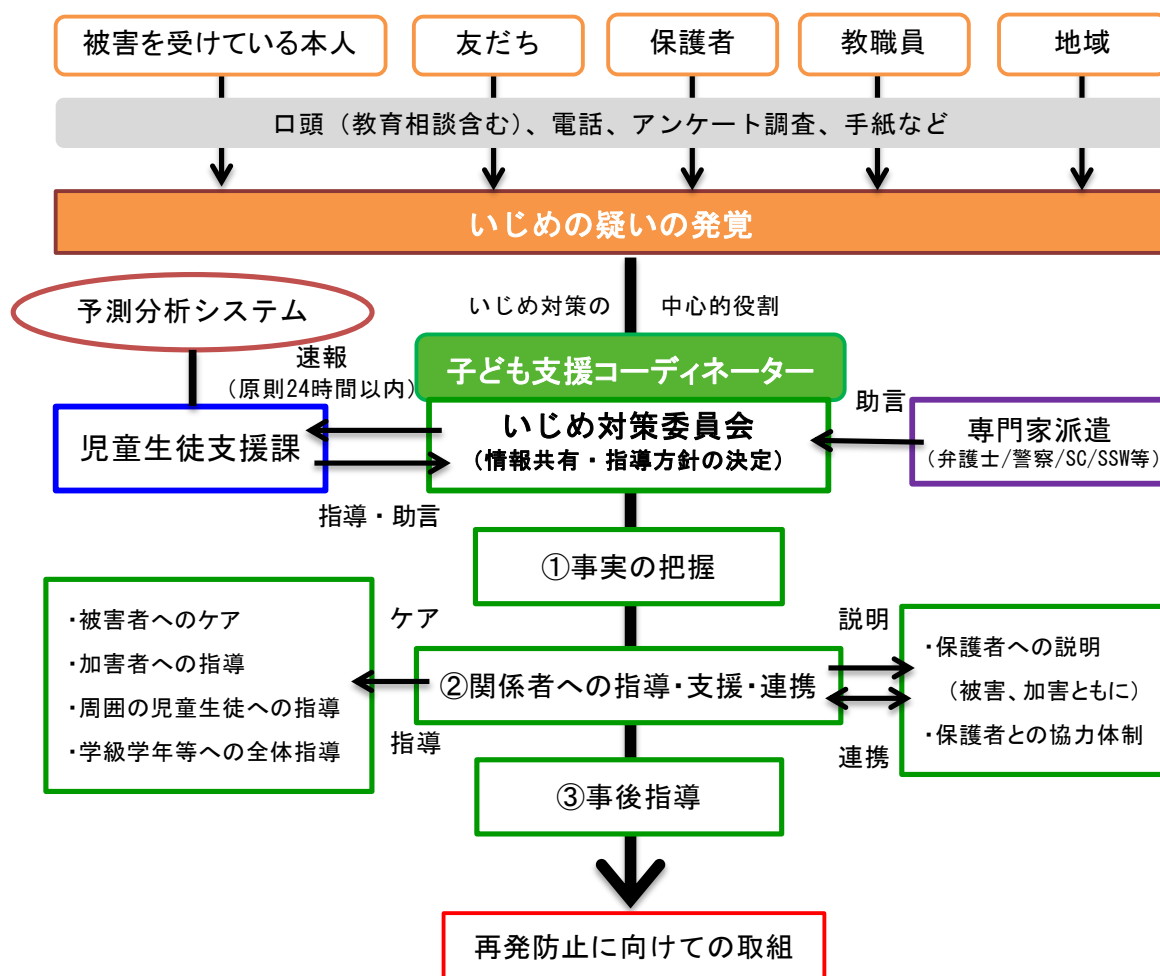 被害を受けている本人
友だち
保護者
教職員
地域
口頭（教育相談含む）、電話、アンケート調査、手紙など
いじめの疑いの発覚
予測分析システム
いじめ対策の 中心的役割
速報
（原則24時間以内）
子ども支援コーディネーター
いじめ対策委員会
（情報共有・指導方針の決定）
児童生徒支援課
指導・助言
助言
専門家派遣
（弁護士/警察/SC/SSW等）
①事実の把握
ケア
・被害者へのケア
・加害者への指導
・周囲の児童生徒への指導
・学級学年等への全体指導
指導
②関係者への指導・支援・連携
説明
・保護者への説明
（被害、加害ともに）
・保護者との協力体制
連携
③事後指導
再発防止に向けての取組